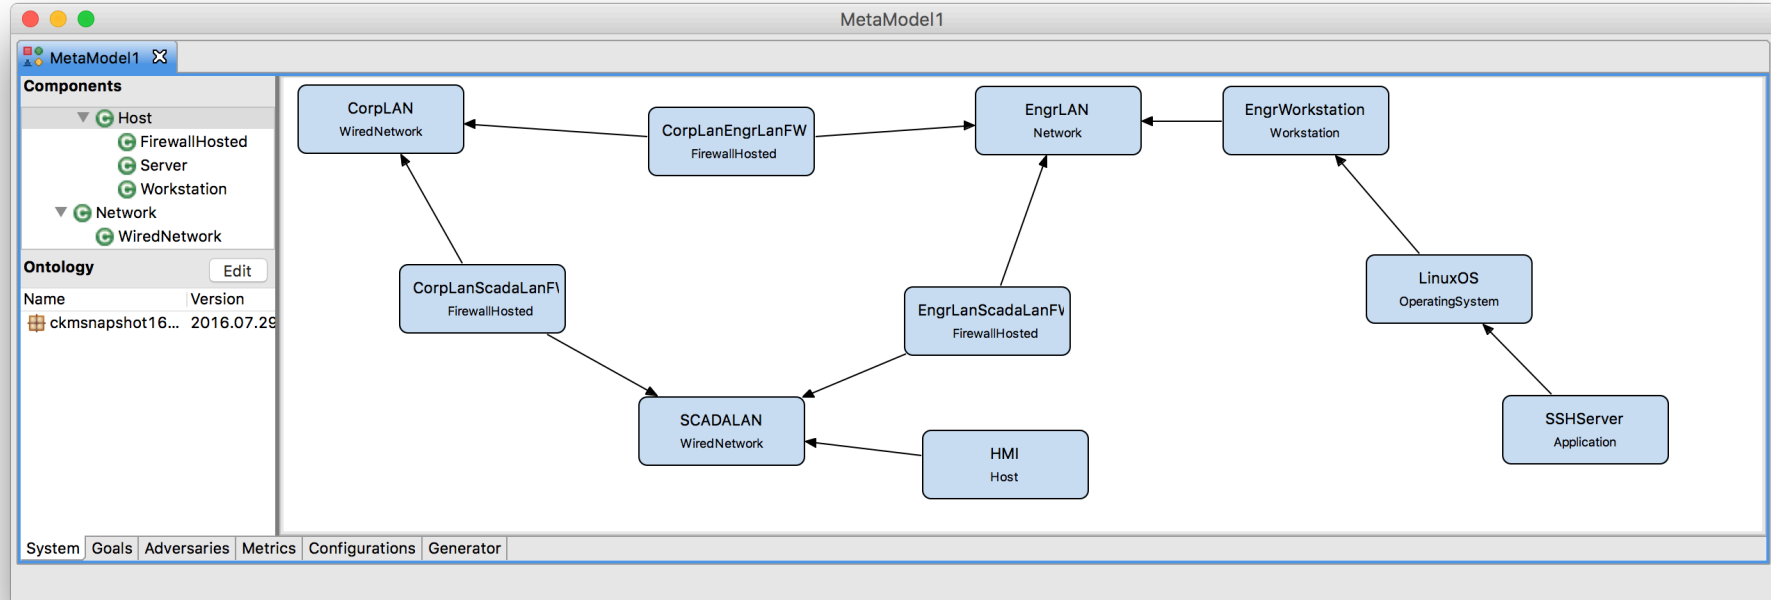 MetaModel1
MetaModel1
Components
Host
FirewallHosted
Server
Workstation
Network
WiredNetwork
Ontology
Edit
Name Version
ckmsnapshot16... 2016.07.29
CorpLAN
WiredNetwork
CorpLanEngrLanFW
FirewallHosted
EngrLAN
Network
EngrWorkstation
Workstation
CorpLanScadaLanFW
FirewallHosted
EngrLanScadaLanFW
FirewallHosted
LinuxOS
OperatingSystem
SCADALAN
WiredNetwork
HMI
Host
SSHServer
Application
System Goals Adversaries Metrics Configurations Generator